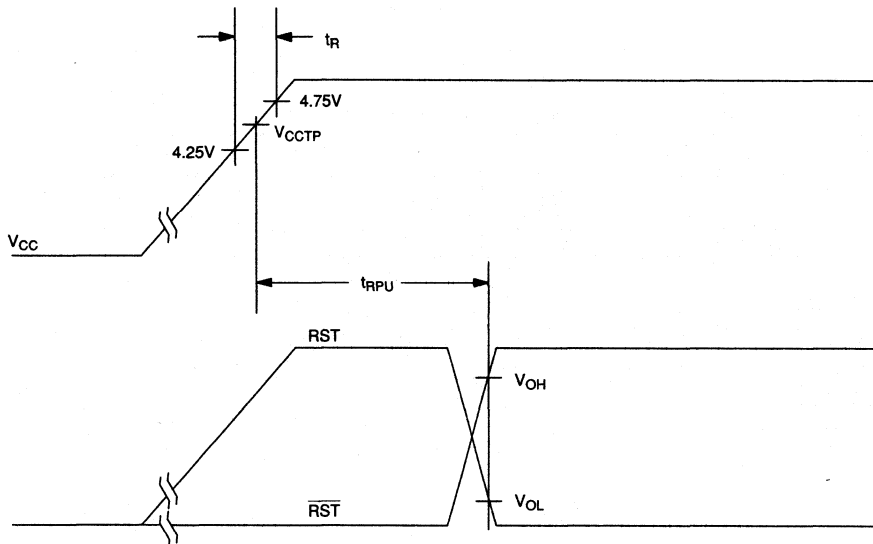 tR
4.75V
VCCTP
4.25V
VCC
tRPU
RST
VOH
RST
VOL